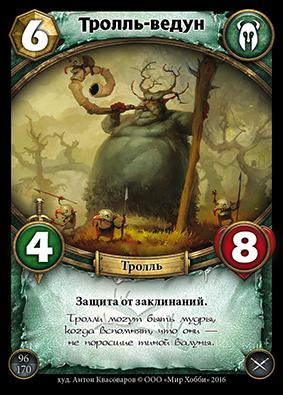 6
Тролль-ведун
4
Тролль
8
Защита от заклинаний.
Тролли могут быть мудры,
когда вспомнят, что они —
не поросшие тиной валуны.
96
170
худ. Антон Квасоваров © ООО «Мир Хобби» 2016